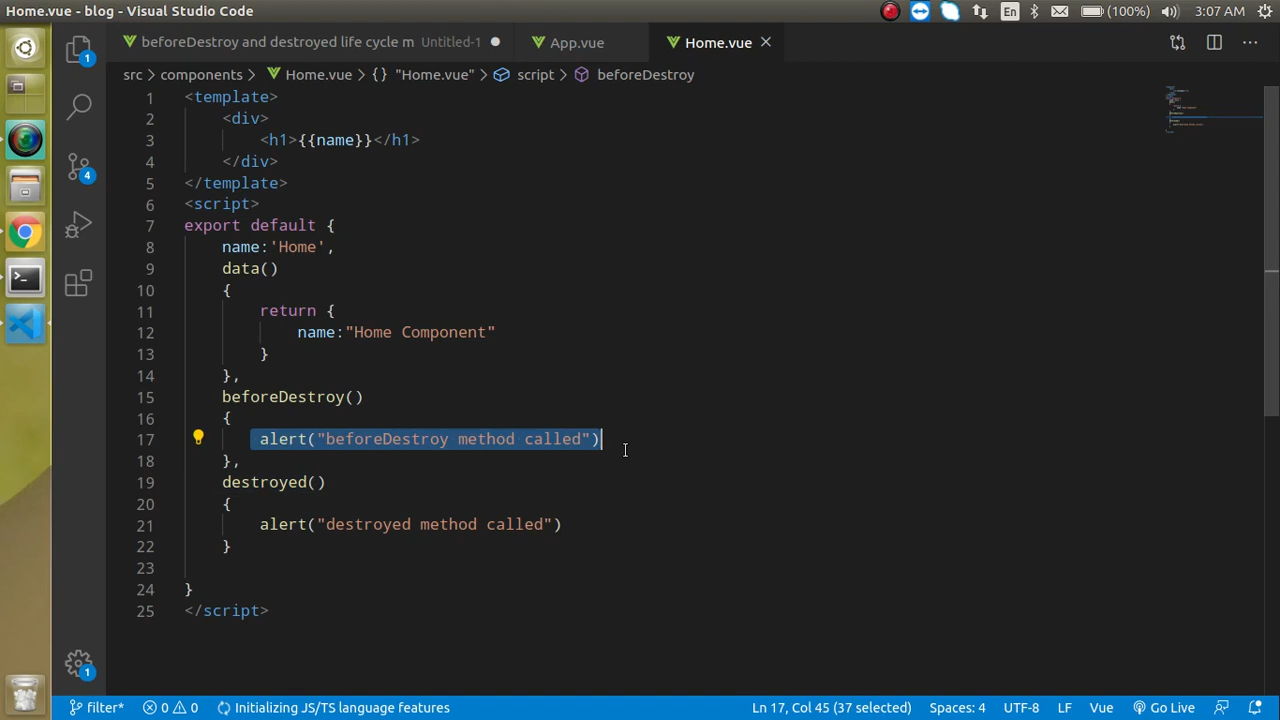 Home.vue - blog - Visual Studio Code
En
(100%)
3:07 AM
beforeDestroy and destroyed life cycle m Untitled-1
App.vue
Home.vue
src > components > Home.vue > {} "Home.vue" > script > beforeDestroy
1 <template>
2 <div>
3 <h1>{{name}}</h1>
4 </div>
5 </template>
6 <script>
7 export default {
8 name:'Home',
9 data()
10 {
11 return {
12 name:"Home Component"
13 }
14 },
15 beforeDestroy()
16 {
17 alert("beforeDestroy method called")
18 },
19 destroyed()
20 {
21 alert("destroyed method called")
22 }
23
24 }
25 </script>
1
4
1
filter* 0 0 Initializing JS/TS language features Ln 17, Col 45 (37 selected) Spaces: 4 UTF-8 LF Vue Go Live